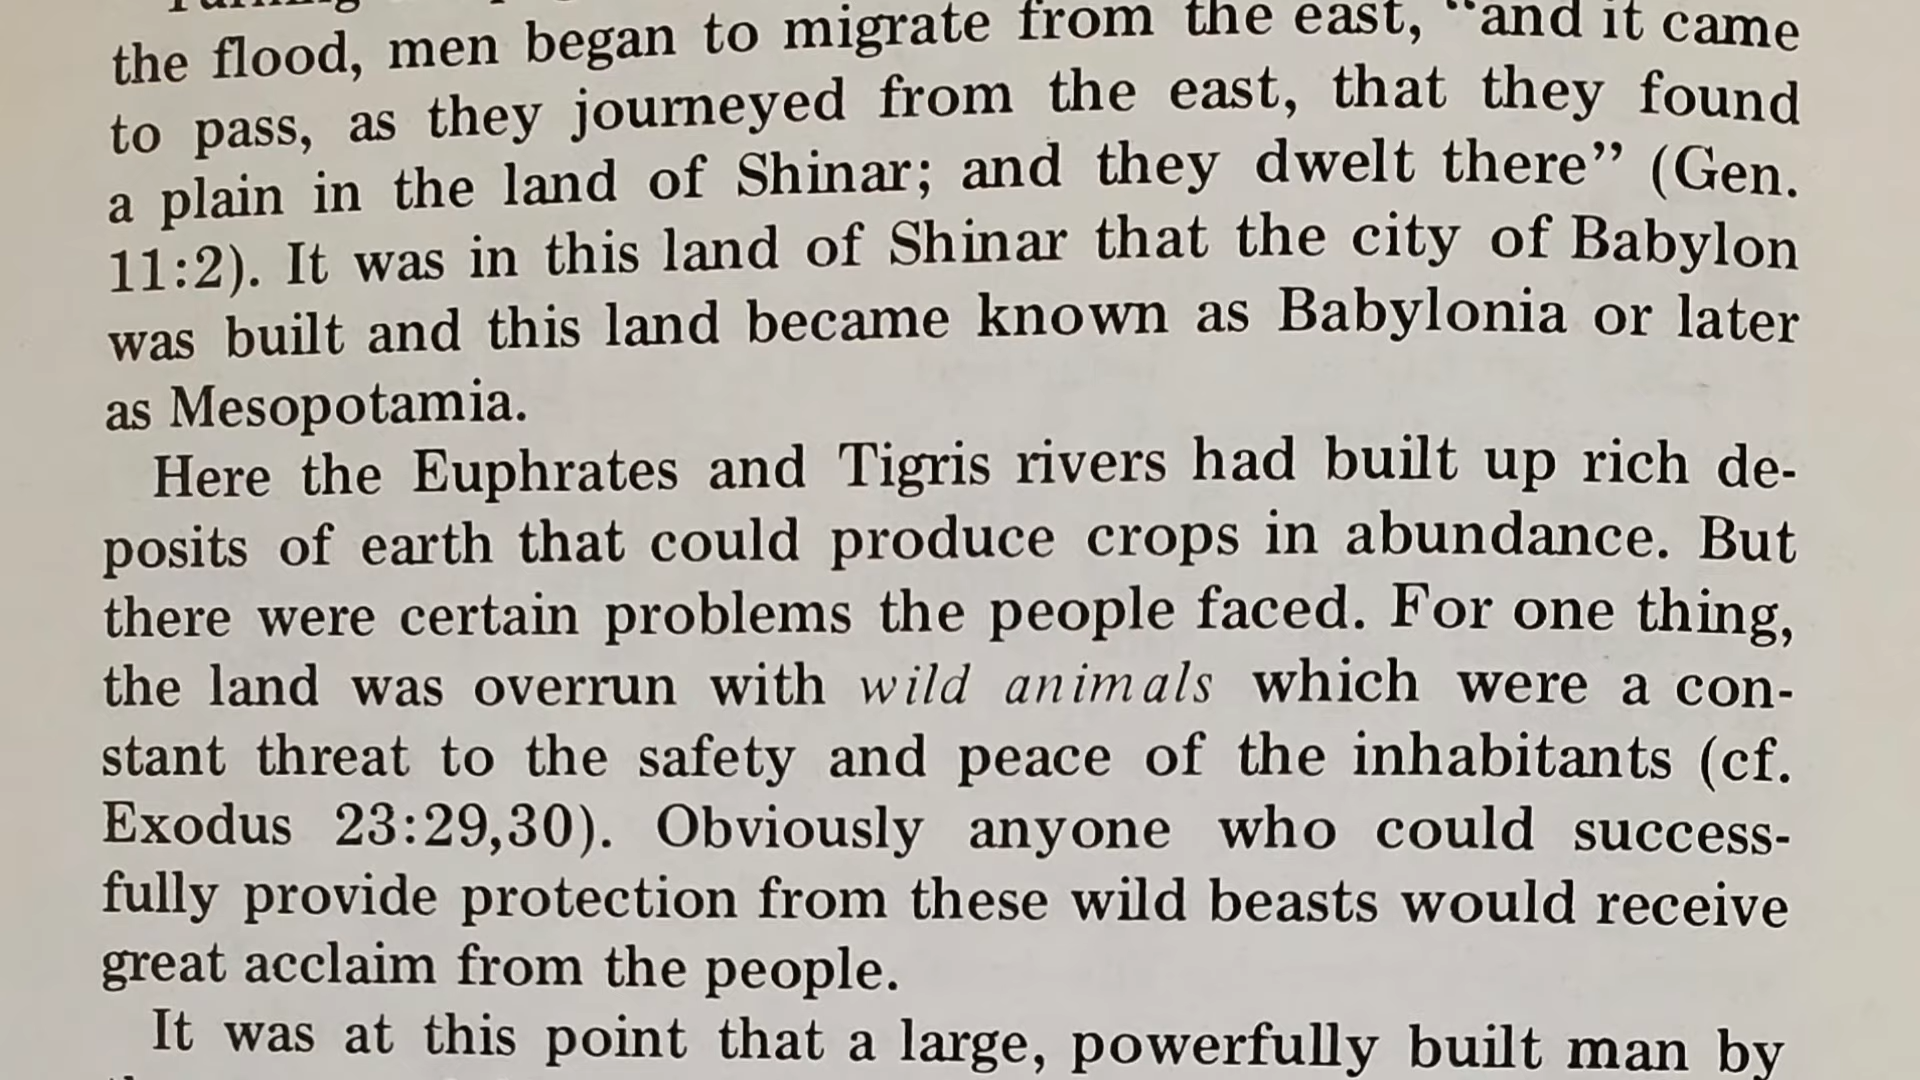 the flood, men began to migrate from the east, “and it came
to pass, as they journeyed from the east, that they found
a plain in the land of Shinar; and they dwelt there” (Gen.
11:2). It was in this land of Shinar that the city of Babylon
was built and this land became known as Babylonia or later
as Mesopotamia.
Here the Euphrates and Tigris rivers had built up rich de-
posits of earth that could produce crops in abundance. But
there were certain problems the people faced. For one thing,
the land was overrun with wild animals which were a con-
stant threat to the safety and peace of the inhabitants (cf.
Exodus 23:29,30). Obviously anyone who could success-
fully provide protection from these wild beasts would receive
great acclaim from the people.
It was at this point that a large, powerfully built man by